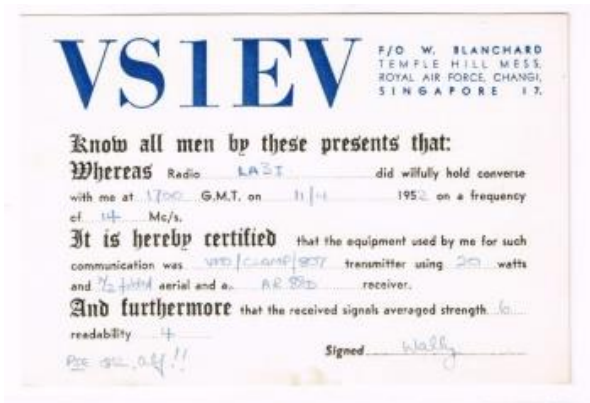 VS1EV
F/O W. BLANCHARD
TEMPLE HILL MESS,
ROYAL AIR FORCE, CHANGI,
SINGAPORE 17.
Know all men by these presents that:
Whereas Radio LA3I did wilfully hold converse
with me at 1700 G.M.T. on 11/4 1952 on a frequency
of 14 Mc/s.
It is hereby certified that the equipment used by me for such
communication was VFO/CLAMP/807 transmitter using 20 watts
and λ/2 folded aerial and a AR 88D receiver.
And furthermore that the received signals averaged strength 6
readability 4
PSE QSL, Signed Wally